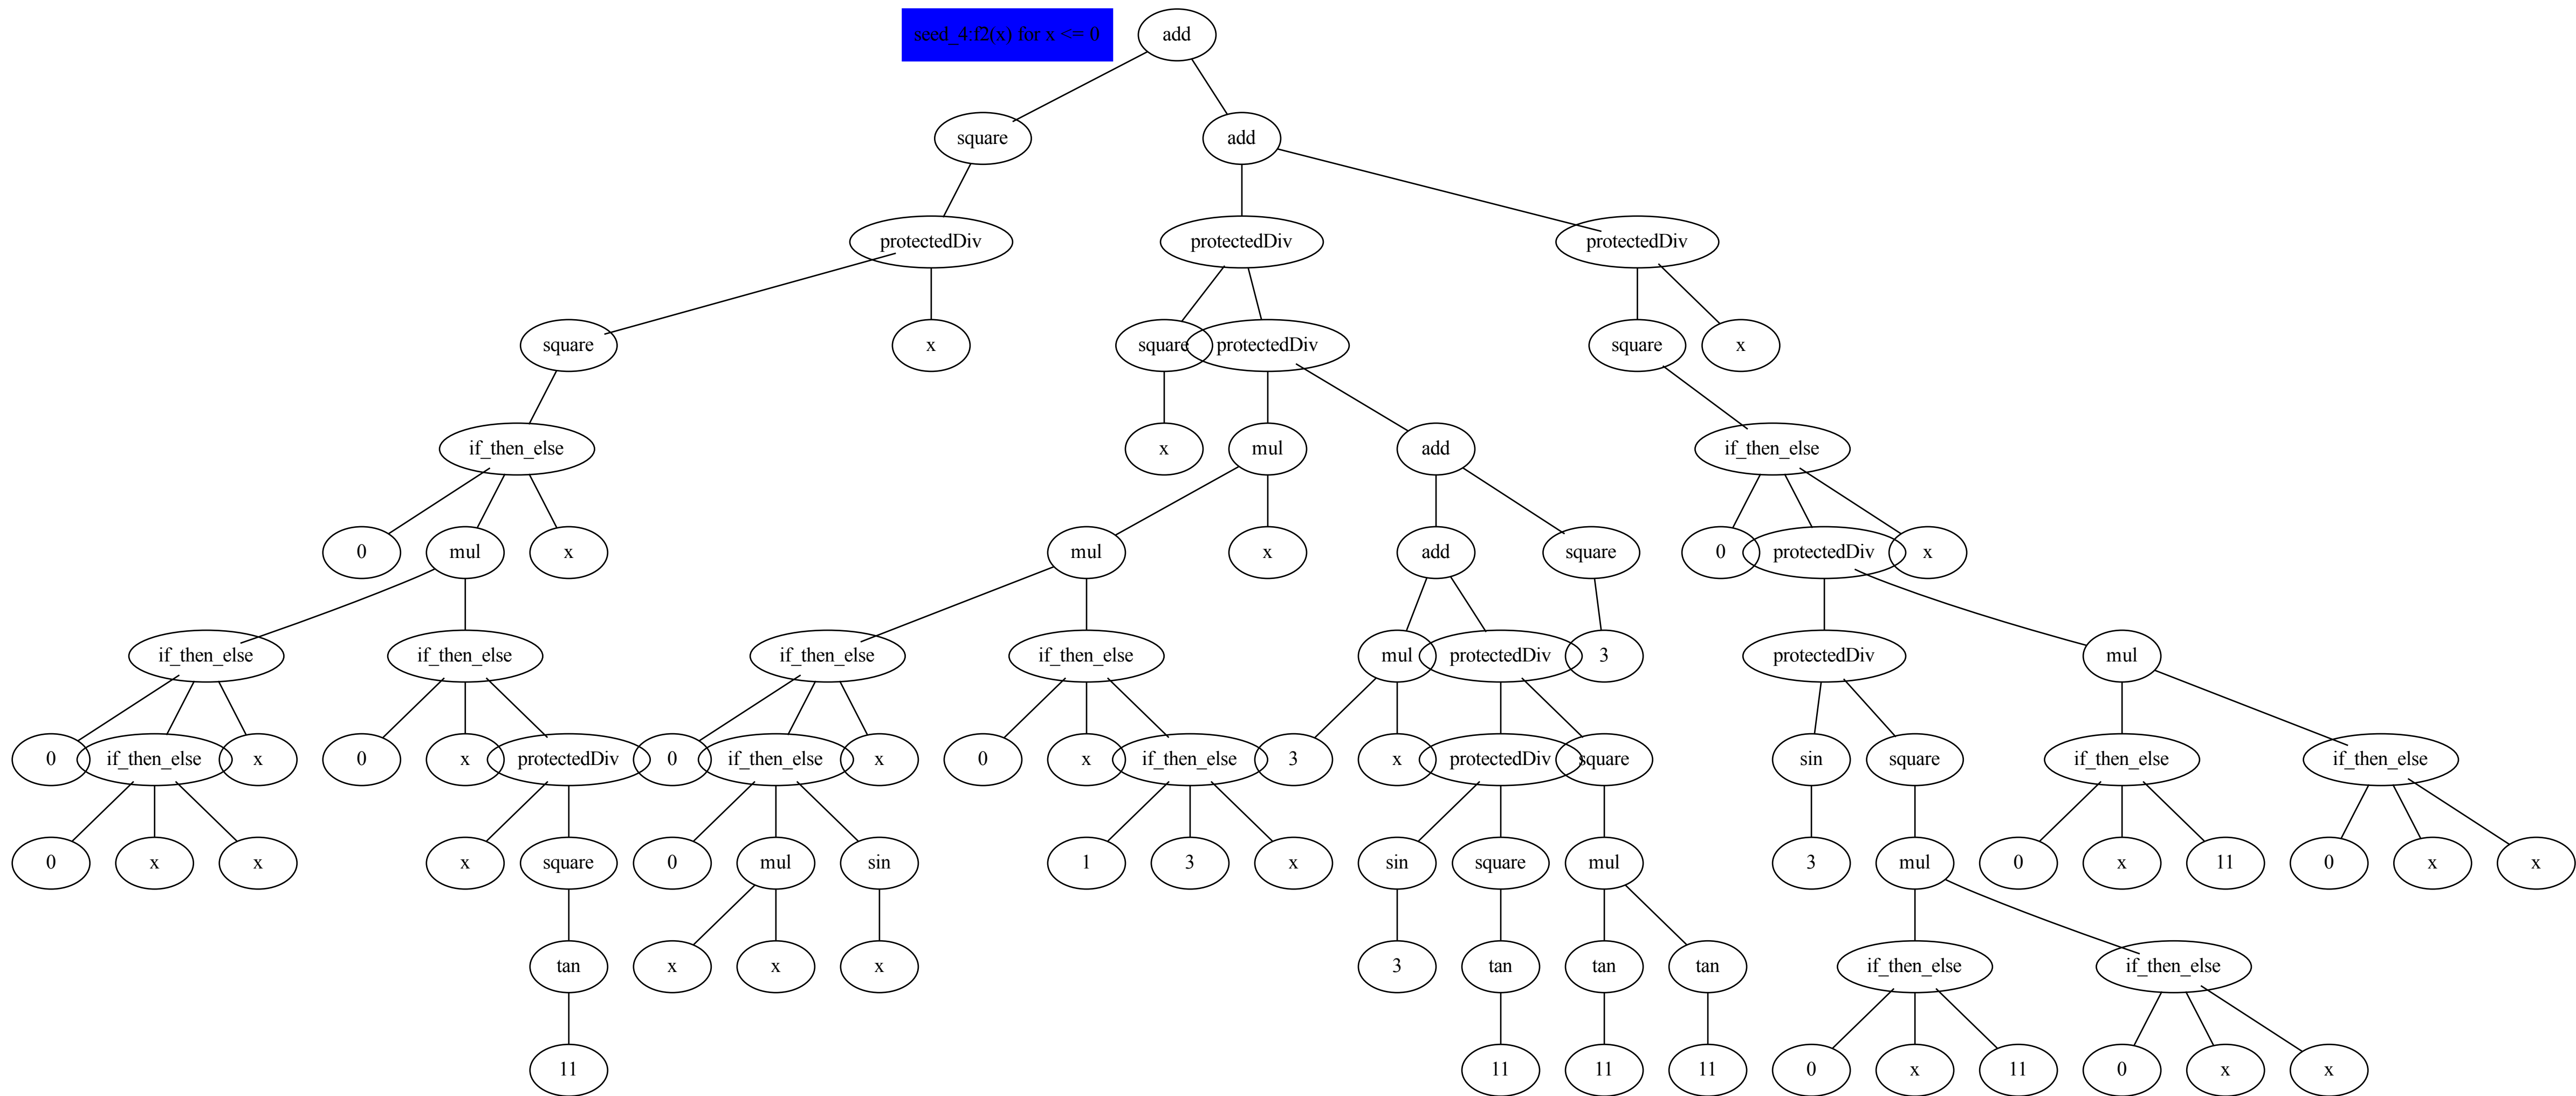 seed_4:f2(x) for x <= 0 add
square add
protectedDiv protectedDiv protectedDiv
square x square protectedDiv square x
if_then_else x mul add if_then_else
0 mul x mul x add square 0 protectedDiv x
if_then_else if_then_else if_then_else if_then_else mul protectedDiv 3 protectedDiv mul
0 if_then_else x 0 x protectedDiv 0 if_then_else x 0 x if_then_else 3 x protectedDiv square sin square if_then_else if_then_else
0 x x x square 0 mul sin 1 3 x sin square mul 3 mul 0 x 11 0 x x
tan x x x 3 tan tan tan if_then_else if_then_else
11 11 11 11 0 x 11 0 x x